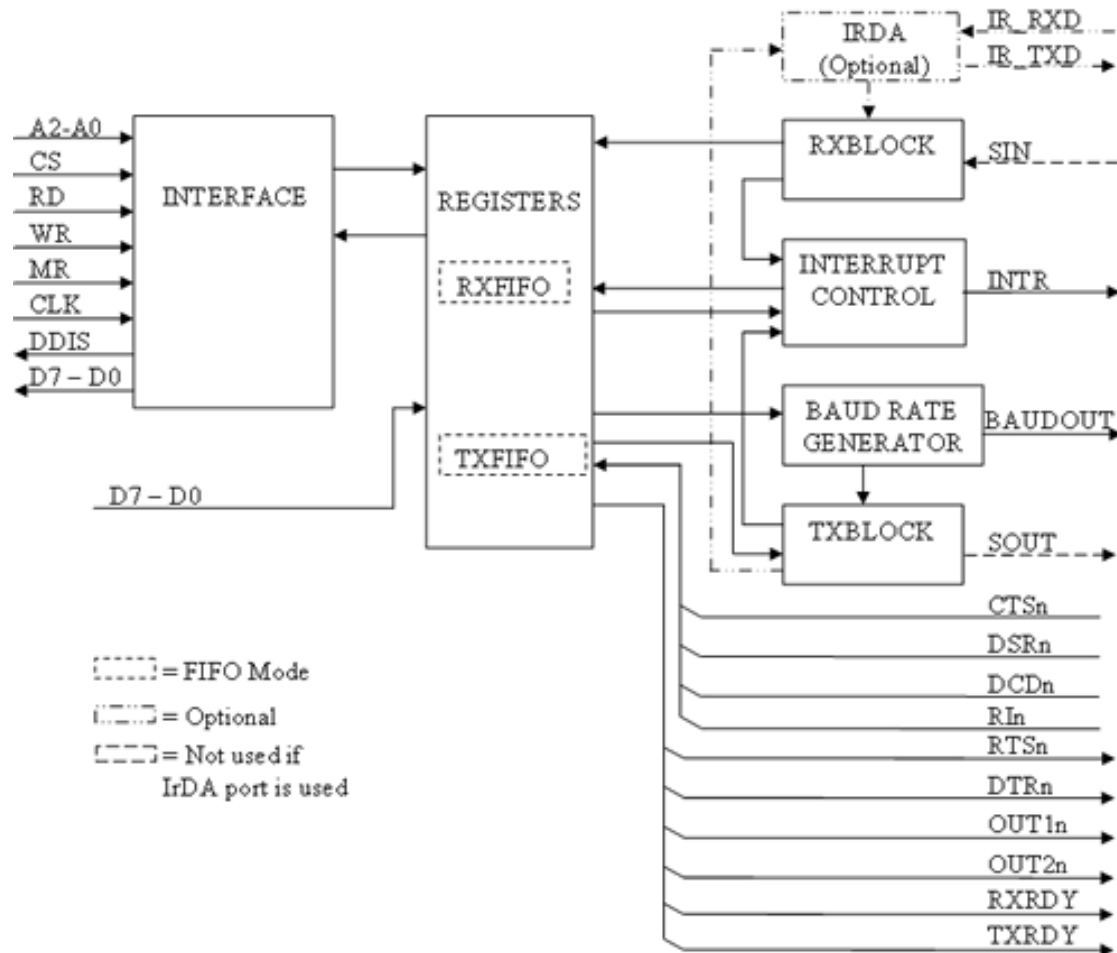 IRDA
(Optional)
IR_RXD
IR_TXD
A2-A0
CS
RD
WR
MR
CLK
DDIS
D7 – D0
INTERFACE
REGISTERS
RXFIFO
TXFIFO
D7 – D0
RXBLOCK
SIN
INTERRUPT
CONTROL
INTR
BAUD RATE
GENERATOR
BAUDOUT
TXBLOCK
SOUT
CTSn
DSRn
DCDn
RIn
RTSn
DTRn
OUT1n
OUT2n
RXRDY
TXRDY
= FIFO Mode
= Optional
= Not used if
IrDA port is used